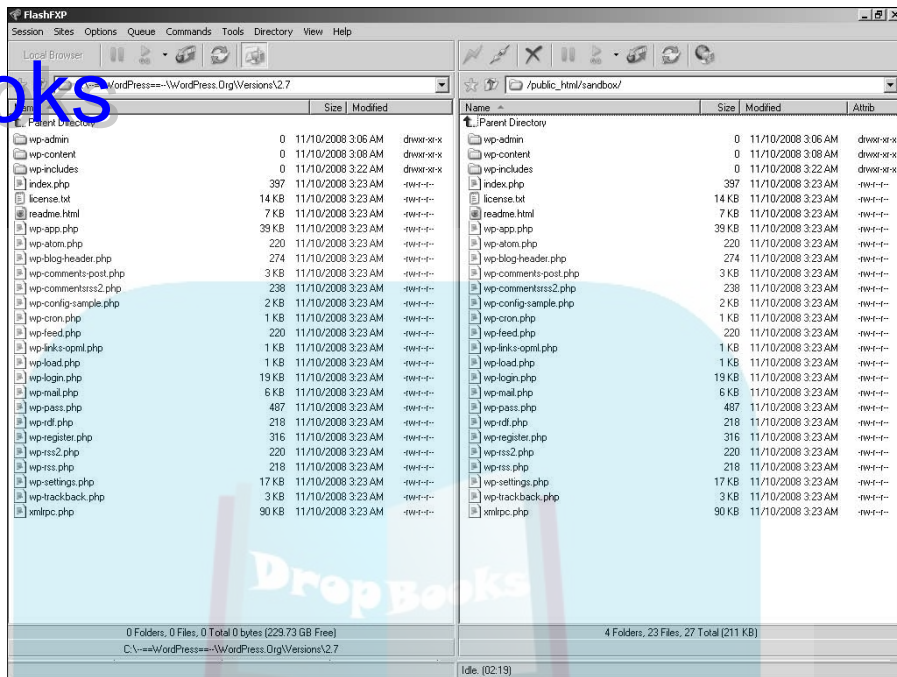 FlashFXP
Session Sites Options Queue Commands Tools Directory View Help
Local Browser
oks
--==WordPress==--\WordPress.Org\Versions\2.7
/public_html/sandbox/
Name Size Modified
Parent Directory
wp-admin 0 11/10/2008 3:06 AM drwxr-xr-x
wp-content 0 11/10/2008 3:08 AM drwxr-xr-x
wp-includes 0 11/10/2008 3:22 AM drwxr-xr-x
index.php 397 11/10/2008 3:23 AM -rw-r--r--
license.txt 14 KB 11/10/2008 3:23 AM -rw-r--r--
readme.html 7 KB 11/10/2008 3:23 AM -rw-r--r--
wp-app.php 39 KB 11/10/2008 3:23 AM -rw-r--r--
wp-atom.php 220 11/10/2008 3:23 AM -rw-r--r--
wp-blog-header.php 274 11/10/2008 3:23 AM -rw-r--r--
wp-comments-post.php 3 KB 11/10/2008 3:23 AM -rw-r--r--
wp-commentsrss2.php 238 11/10/2008 3:23 AM -rw-r--r--
wp-config-sample.php 2 KB 11/10/2008 3:23 AM -rw-r--r--
wp-cron.php 1 KB 11/10/2008 3:23 AM -rw-r--r--
wp-feed.php 220 11/10/2008 3:23 AM -rw-r--r--
wp-links-opml.php 1 KB 11/10/2008 3:23 AM -rw-r--r--
wp-load.php 1 KB 11/10/2008 3:23 AM -rw-r--r--
wp-login.php 19 KB 11/10/2008 3:23 AM -rw-r--r--
wp-mail.php 6 KB 11/10/2008 3:23 AM -rw-r--r--
wp-pass.php 487 11/10/2008 3:23 AM -rw-r--r--
wp-rdf.php 218 11/10/2008 3:23 AM -rw-r--r--
wp-register.php 316 11/10/2008 3:23 AM -rw-r--r--
wp-rss2.php 220 11/10/2008 3:23 AM -rw-r--r--
wp-rss.php 218 11/10/2008 3:23 AM -rw-r--r--
wp-settings.php 17 KB 11/10/2008 3:23 AM -rw-r--r--
wp-trackback.php 3 KB 11/10/2008 3:23 AM -rw-r--r--
xmlrpc.php 90 KB 11/10/2008 3:23 AM -rw-r--r--
0 Folders, 0 Files, 0 Total 0 bytes (229.73 GB Free)
C:\--==WordPress==--\WordPress.Org\Versions\2.7
Name Size Modified Attrib
Parent Directory
wp-admin 0 11/10/2008 3:06 AM drwxr-xr-x
wp-content 0 11/10/2008 3:08 AM drwxr-xr-x
wp-includes 0 11/10/2008 3:22 AM drwxr-xr-x
index.php 397 11/10/2008 3:23 AM -rw-r--r--
license.txt 14 KB 11/10/2008 3:23 AM -rw-r--r--
readme.html 7 KB 11/10/2008 3:23 AM -rw-r--r--
wp-app.php 39 KB 11/10/2008 3:23 AM -rw-r--r--
wp-atom.php 220 11/10/2008 3:23 AM -rw-r--r--
wp-blog-header.php 274 11/10/2008 3:23 AM -rw-r--r--
wp-comments-post.php 3 KB 11/10/2008 3:23 AM -rw-r--r--
wp-commentsrss2.php 238 11/10/2008 3:23 AM -rw-r--r--
wp-config-sample.php 2 KB 11/10/2008 3:23 AM -rw-r--r--
wp-cron.php 1 KB 11/10/2008 3:23 AM -rw-r--r--
wp-feed.php 220 11/10/2008 3:23 AM -rw-r--r--
wp-links-opml.php 1 KB 11/10/2008 3:23 AM -rw-r--r--
wp-load.php 1 KB 11/10/2008 3:23 AM -rw-r--r--
wp-login.php 19 KB 11/10/2008 3:23 AM -rw-r--r--
wp-mail.php 6 KB 11/10/2008 3:23 AM -rw-r--r--
wp-pass.php 487 11/10/2008 3:23 AM -rw-r--r--
wp-rdf.php 218 11/10/2008 3:23 AM -rw-r--r--
wp-register.php 316 11/10/2008 3:23 AM -rw-r--r--
wp-rss2.php 220 11/10/2008 3:23 AM -rw-r--r--
wp-rss.php 218 11/10/2008 3:23 AM -rw-r--r--
wp-settings.php 17 KB 11/10/2008 3:23 AM -rw-r--r--
wp-trackback.php 3 KB 11/10/2008 3:23 AM -rw-r--r--
xmlrpc.php 90 KB 11/10/2008 3:23 AM -rw-r--r--
4 Folders, 23 Files, 27 Total (211 KB)
Idle. (02:19)
DropBooks